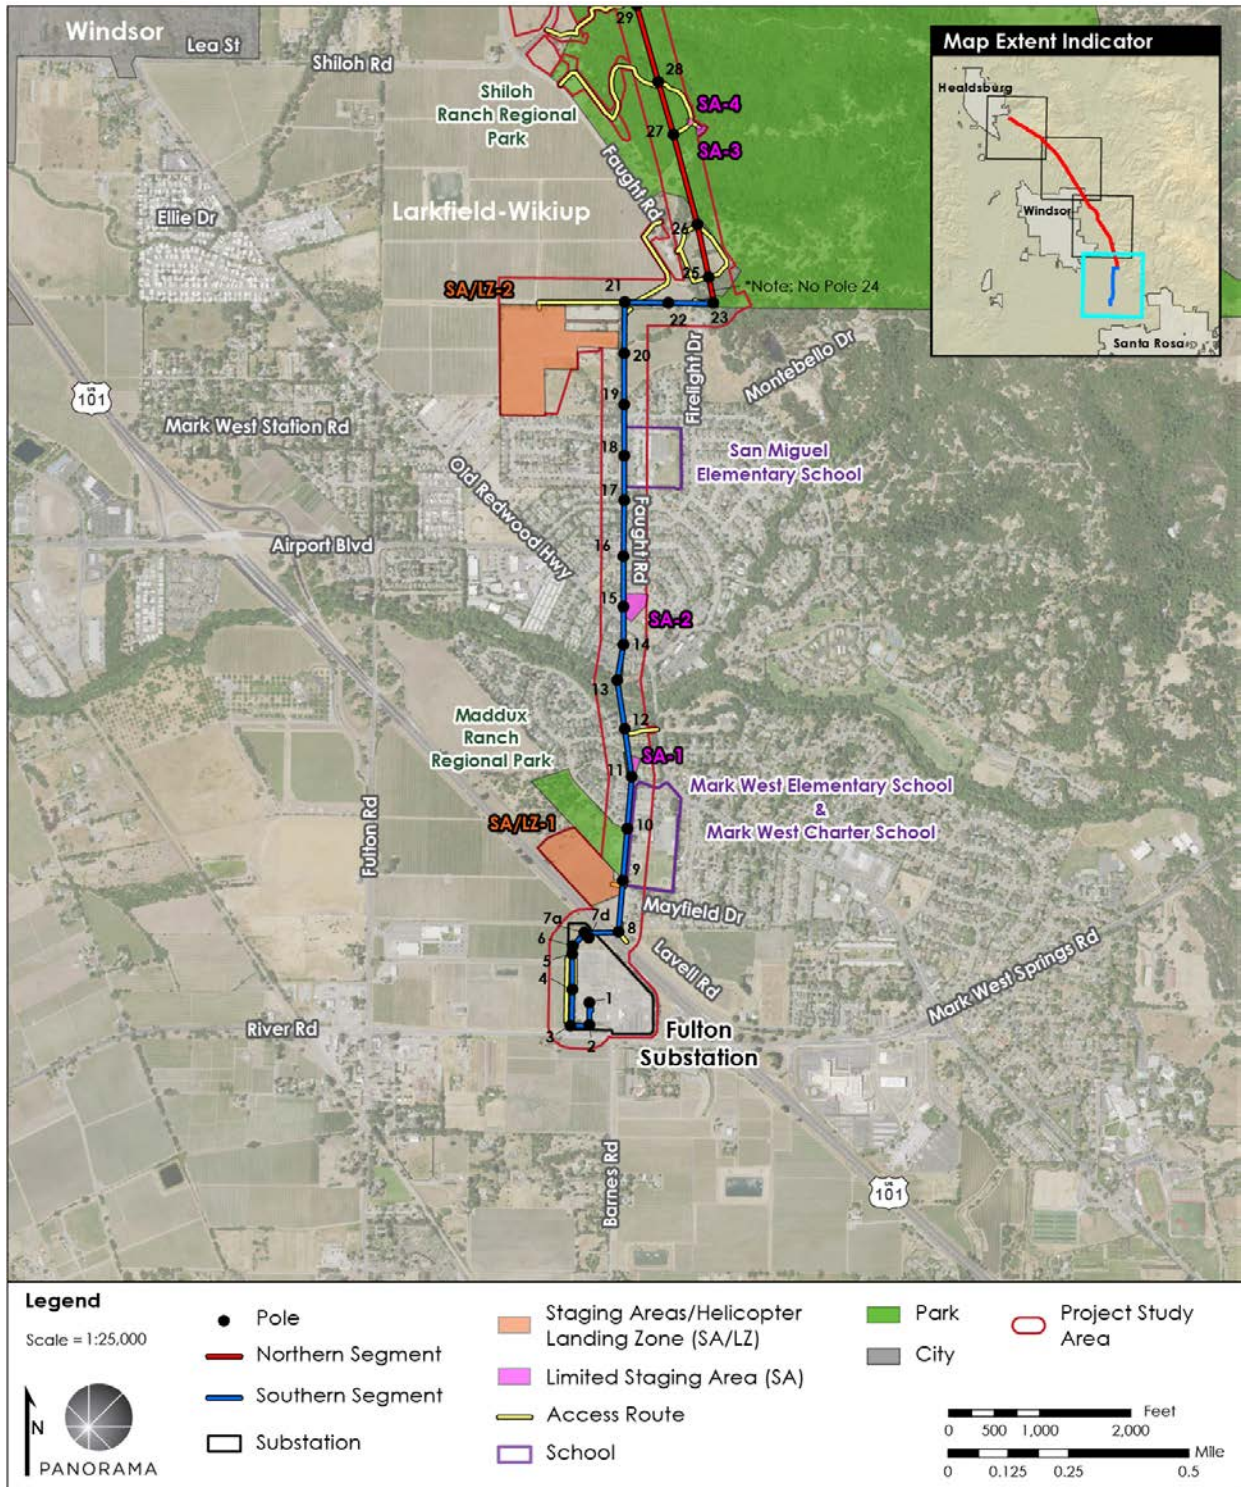 Windsor
Lea St
Shiloh Rd
29
28
Shiloh
Ranch Regional
Park
SA-4
27
SA-3
Faught Rd
Ellie Dr
Larkfield-Wikiup
26
25
*Note: No Pole 24
SA/LZ-2
21
22
23
20
Firelight Dr
Montebello Dr
19
US
101
Mark West Station Rd
18
San Miguel
Elementary School
Old Redwood Hwy
17
Faught Rd
16
Airport Blvd
15
SA-2
14
13
Maddux
Ranch
Regional Park
12
SA-1
11
Mark West Elementary School
&
Mark West Charter School
Fulton Rd
SA/LZ-1
10
9
Mayfield Dr
7a
7d
8
6
5
Lavell Rd
4
1
Mark West Springs Rd
River Rd
3
2
Fulton
Substation
Barnes Rd
US
101
Map Extent Indicator
Healdsburg
Windsor
Santa Rosa
Legend
Scale = 1:25,000
N
PANORAMA
Pole
Northern Segment
Southern Segment
Substation
Staging Areas/Helicopter
Landing Zone (SA/LZ)
Limited Staging Area (SA)
Access Route
School
Park
City
Project Study
Area
Feet
0 500 1,000 2,000
Mile
0 0.125 0.25 0.5